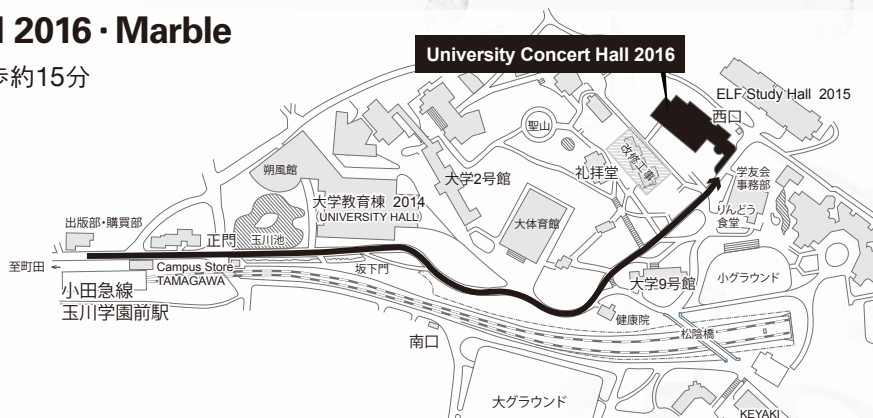 2016・Marble
歩約15分
University Concert Hall 2016
ELF Study Hall 2015
西口
聖山
改修工事
礼拝堂
学友会
事務部
朔風館
大学2号館
大学教育棟 2014
(UNIVERSITY HALL)
大体育館
りんどう
食堂
出版部・購買部
正門
玉川池
至町田 ←
Campus Store
TAMAGAWA
坂下門
小田急線
玉川学園前駅
大学9号館
小グラウンド
健康院
松陰橋
南口
大グラウンド
KEYAKI